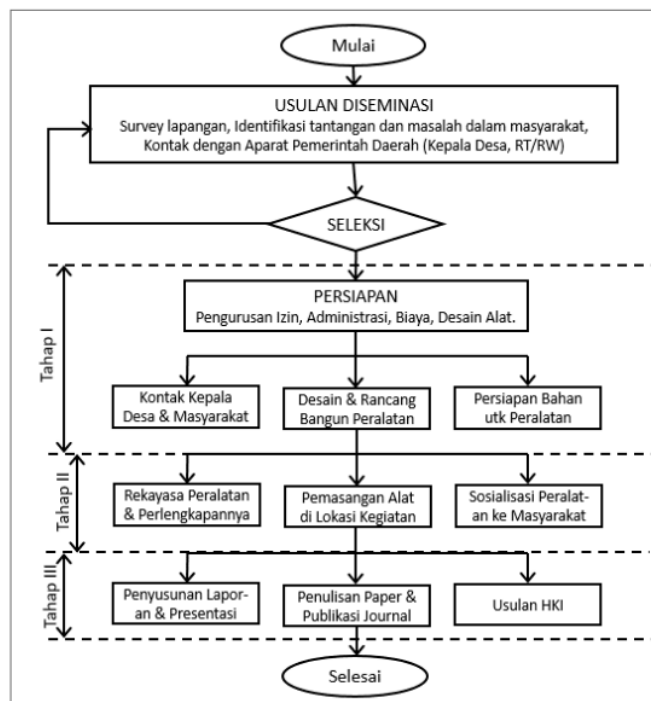 Mulai
USULAN DISEMINASI
Survey lapangan, Identifikasi tantangan dan masalah dalam masyarakat,
Kontak dengan Aparat Pemerintah Daerah (Kepala Desa, RT/RW)
SELEKSI
Tahap I
PERSIAPAN
Pengurusan Izin, Administrasi, Biaya, Desain Alat.
Kontak Kepala
Desa & Masyarakat
Desain & Rancang
Bangun Peralatan
Persiapan Bahan
utk Peralatan
Tahap II
Rekayasa Peralatan
& Perlengkapannya
Pemasangan Alat
di Lokasi Kegiatan
Sosialisasi Peralat-
an ke Masyarakat
Tahap III
Penyusunan Lapor-
an & Presentasi
Penulisan Paper &
Publikasi Journal
Usulan HKI
Selesai